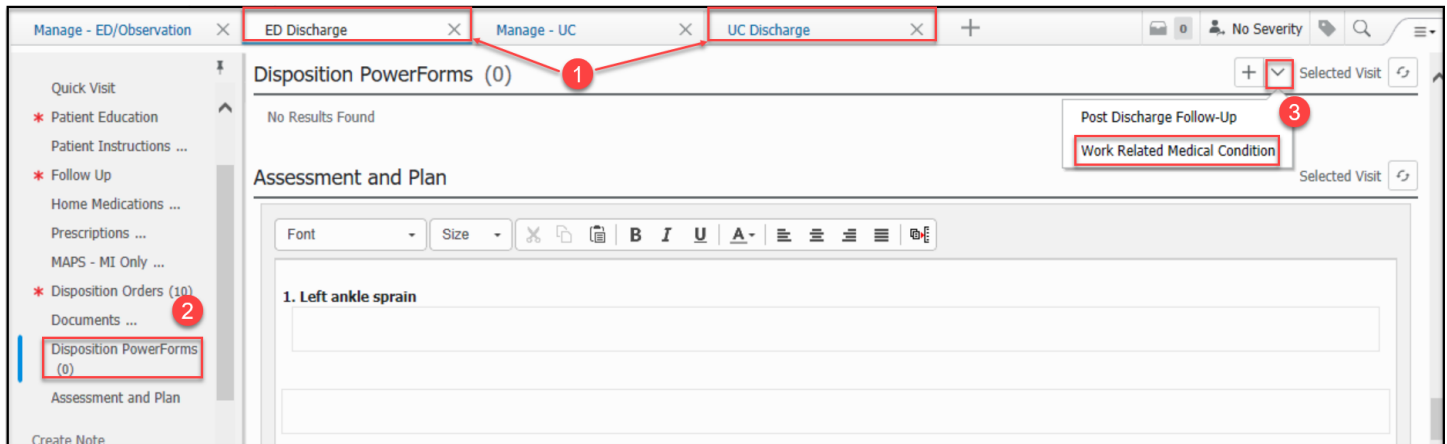 Manage - ED/Observation ED Discharge Manage - UC UC Discharge 0 No Severity
1
Quick Visit
* Patient Education
Patient Instructions ...
* Follow Up
Home Medications ...
Prescriptions ...
MAPS - MI Only ...
* Disposition Orders (10)
2
Documents ...
Disposition PowerForms
(0)
Assessment and Plan
Create Note
Disposition PowerForms (0)
Selected Visit
No Results Found
3
Post Discharge Follow-Up
Work Related Medical Condition
Assessment and Plan
Selected Visit
Font Size B I U A
1. Left ankle sprain